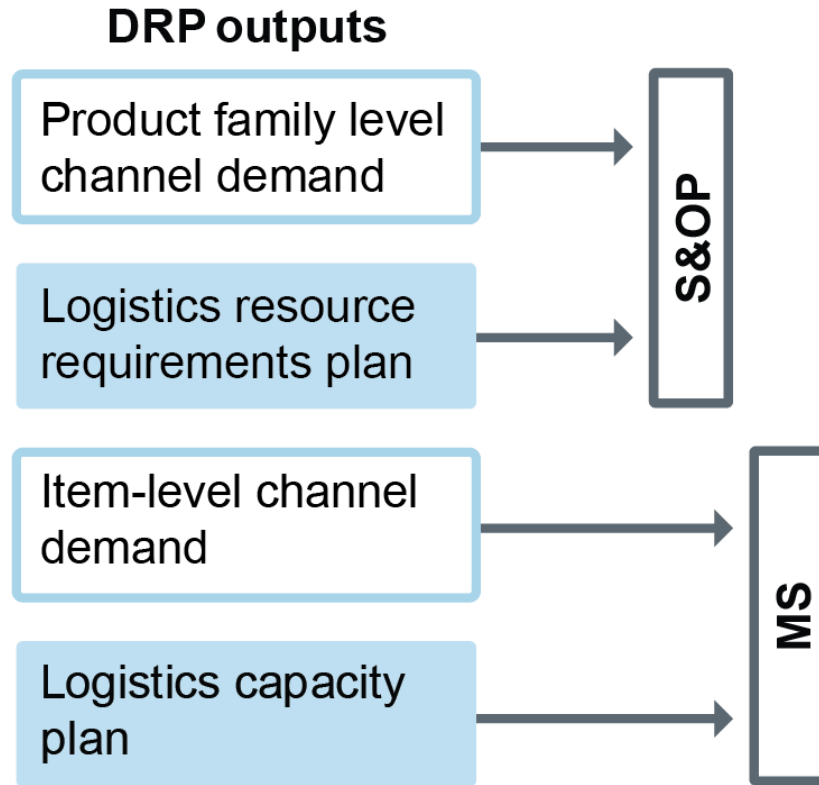 DRP outputs
Product family level
channel demand
S&OP
Logistics resource
requirements plan
Item-level channel
demand
MS
Logistics capacity
plan